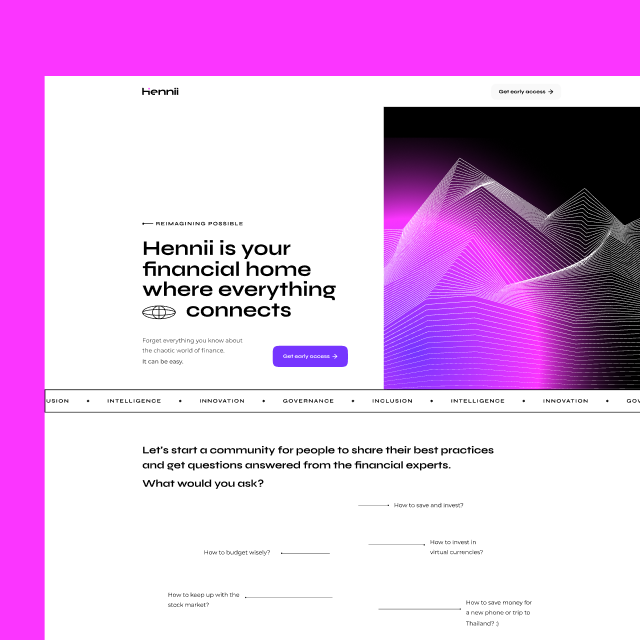 Hennii
Get early access
REIMAGINING POSSIBLE
Hennii is your
financial home
where everything
connects
Forget everything you know about
the chaotic world of finance.
It can be easy.
Get early access
USION • INTELLIGENCE • INNOVATION • GOVERNANCE • INCLUSION • INTELLIGENCE • INNOVATION • GOV
Let's start a community for people to share their best practices
and get questions answered from the financial experts.
What would you ask?
How to save and invest?
How to invest in
virtual currencies?
How to budget wisely?
How to keep up with the
stock market?
How to save money for
a new phone or trip to
Thailand? :)